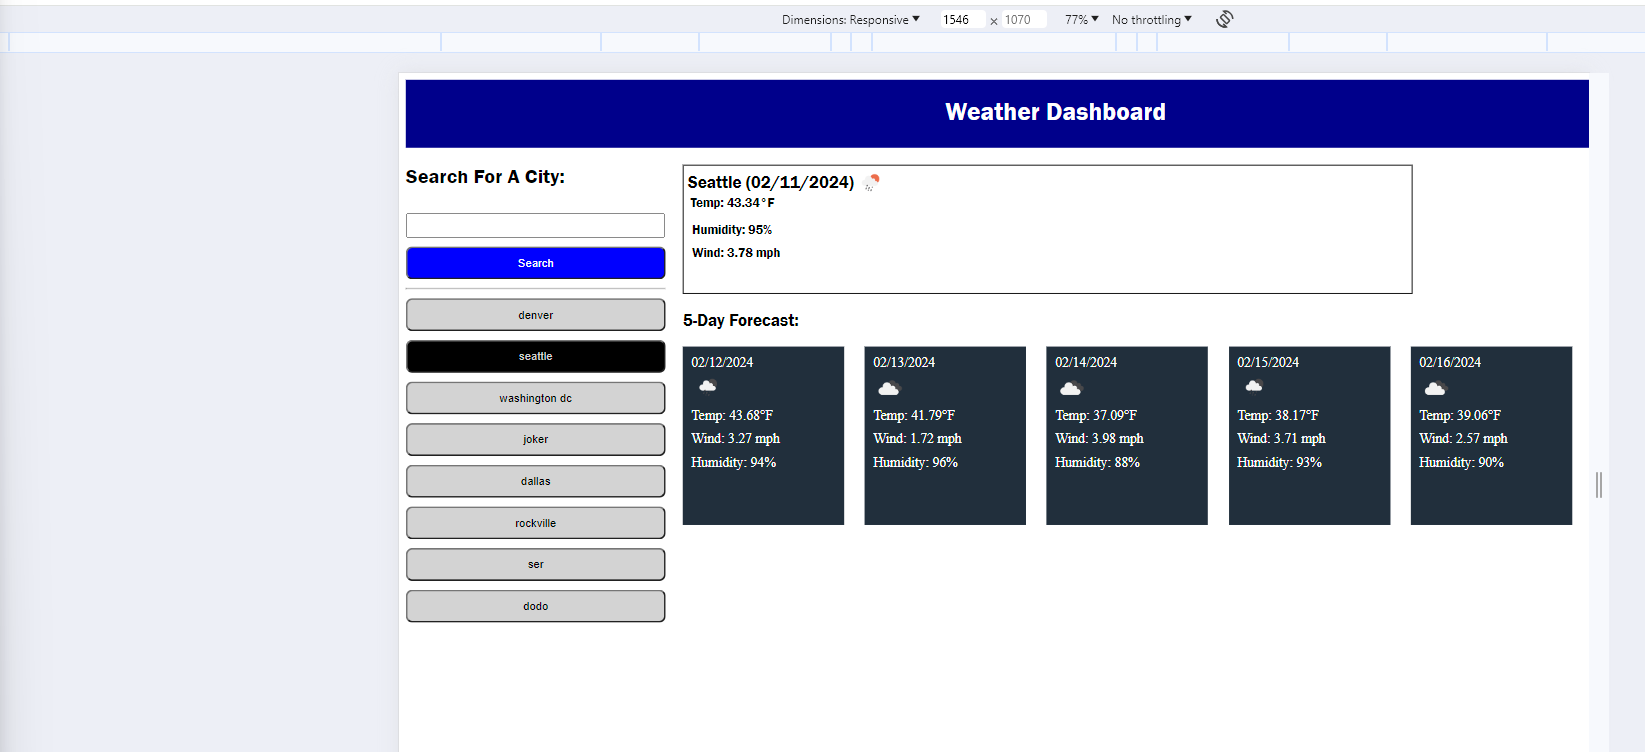 Dimensions: Responsive 1546 × 1070 77% No throttling
Weather Dashboard
Search For A City:
Search
denver
seattle
washington dc
joker
dallas
rockville
ser
dodo
Seattle (02/11/2024)
Temp: 43.34°F
Humidity: 95%
Wind: 3.78 mph
5-Day Forecast:
02/12/2024
Temp: 43.68°F
Wind: 3.27 mph
Humidity: 94%
02/13/2024
Temp: 41.79°F
Wind: 1.72 mph
Humidity: 96%
02/14/2024
Temp: 37.09°F
Wind: 3.98 mph
Humidity: 88%
02/15/2024
Temp: 38.17°F
Wind: 3.71 mph
Humidity: 93%
02/16/2024
Temp: 39.06°F
Wind: 2.57 mph
Humidity: 90%